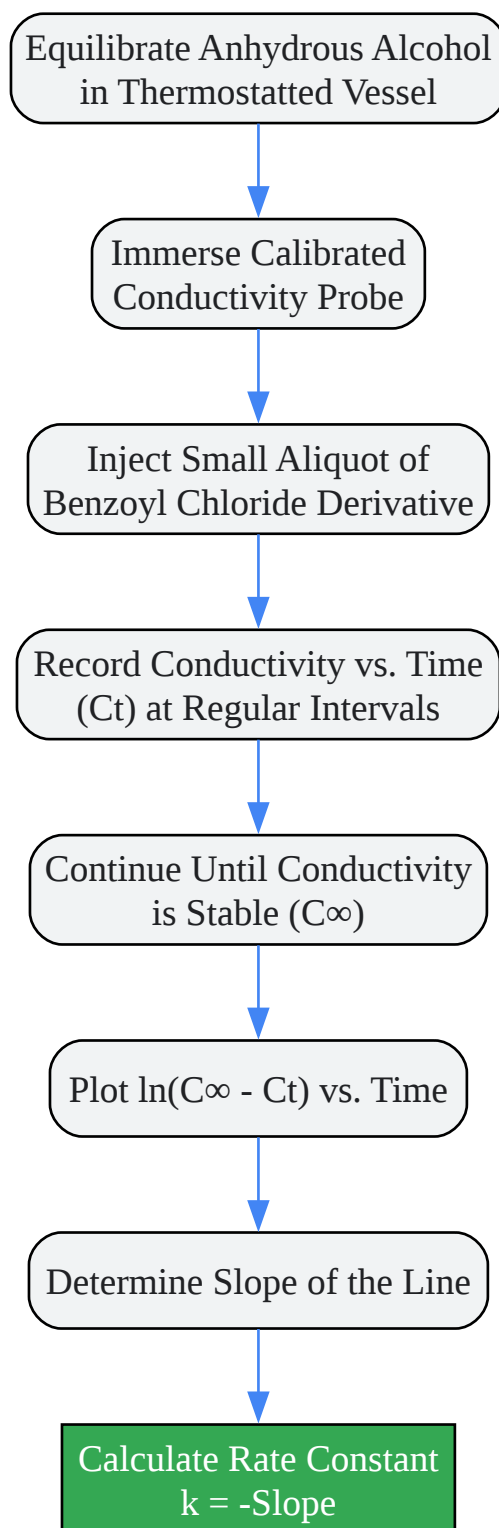 Equilibrate Anhydrous Alcohol
in Thermostatted Vessel
Immerse Calibrated
Conductivity Probe
Inject Small Aliquot of
Benzoyl Chloride Derivative
Record Conductivity vs. Time
(Ct) at Regular Intervals
Continue Until Conductivity
is Stable (C∞)
Plot ln(C∞ - Ct) vs. Time
Determine Slope of the Line
Calculate Rate Constant
k = -Slope